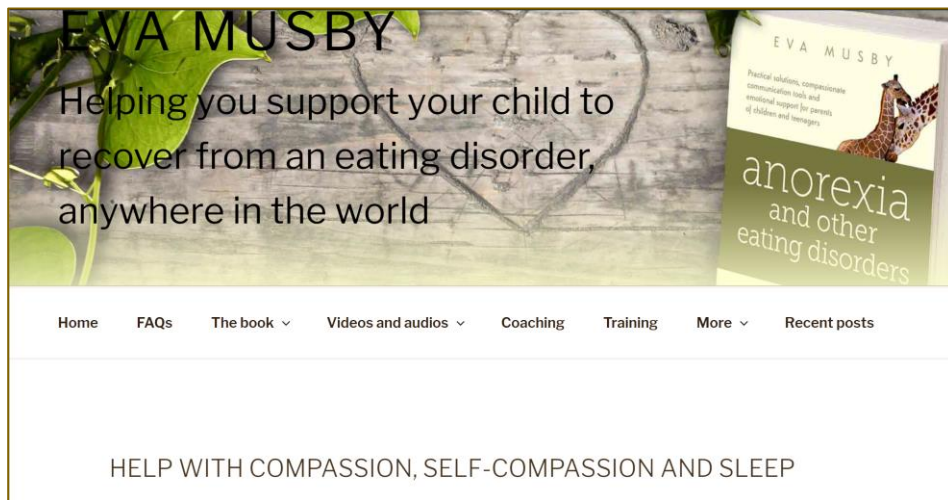 EVA MUSBY
Helping you support your child to
recover from an eating disorder,
anywhere in the world
EVA MUSBY
Practical solutions, compassionate
communication tools and
emotional support for parents
of children and teenagers
anorexia
and other
eating disorders
Home FAQs The book Videos and audios Coaching Training More Recent posts
HELP WITH COMPASSION, SELF-COMPASSION AND SLEEP